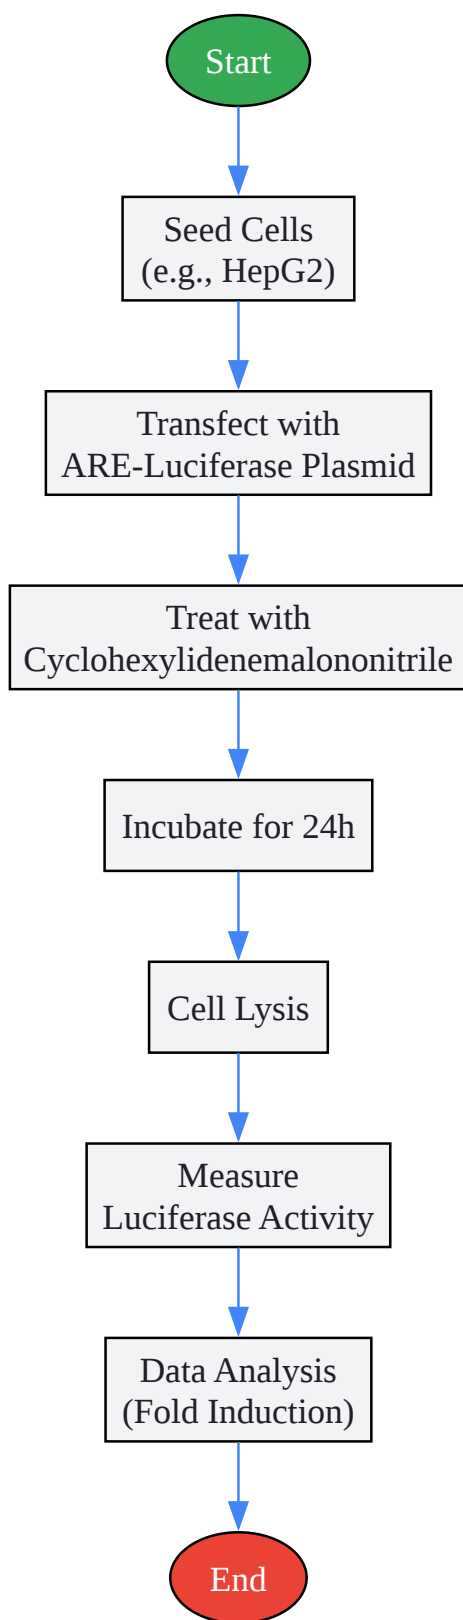 Start
Seed Cells
(e.g., HepG2)
Transfect with
ARE-Luciferase Plasmid
Treat with
Cyclohexylidenemalononitrile
Incubate for 24h
Cell Lysis
Measure
Luciferase Activity
Data Analysis
(Fold Induction)
End